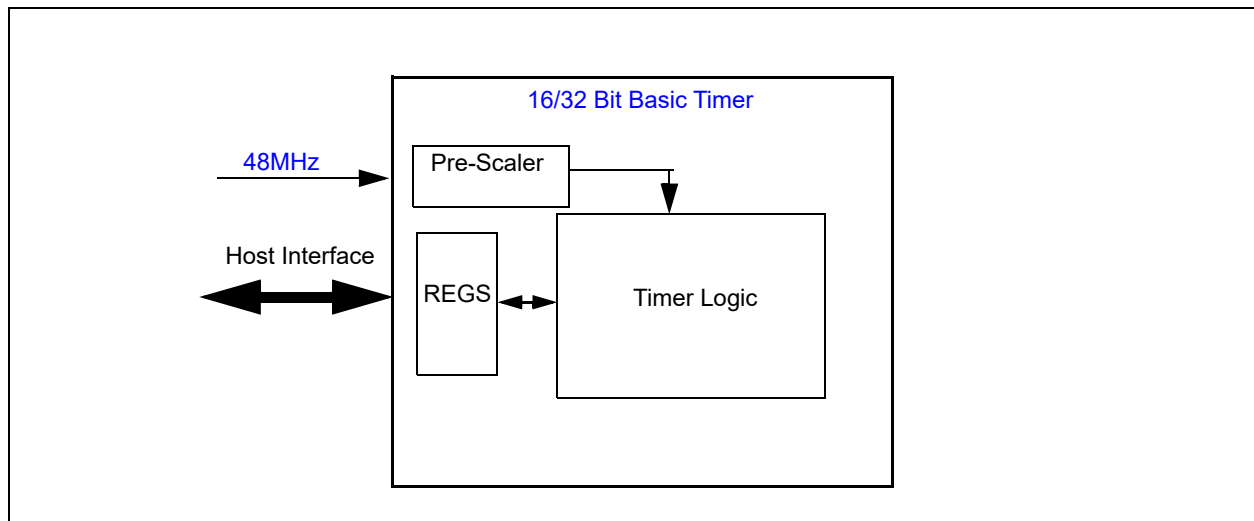 16/32 Bit Basic Timer
48MHz
Pre-Scaler
Host Interface
REGS
Timer Logic